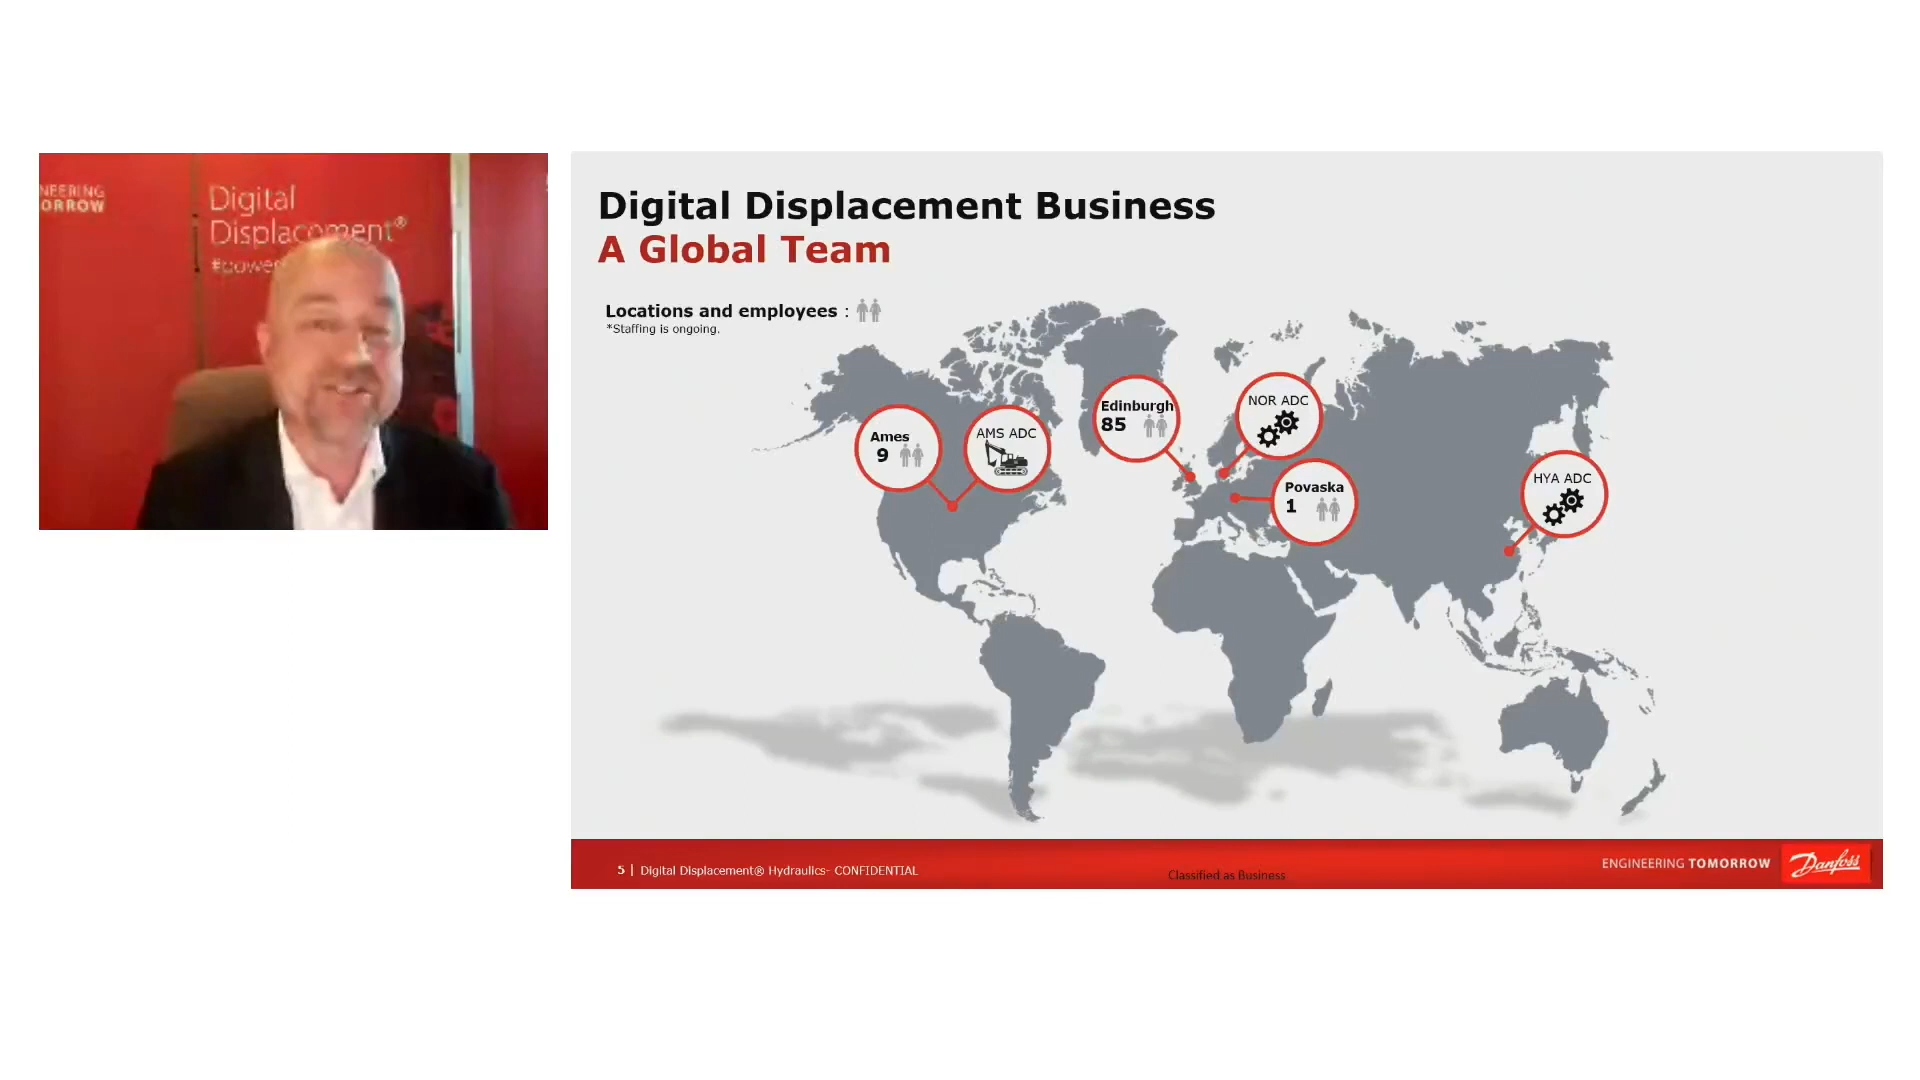 NEERING
ORROW
Digital
Displacement®
#power
Digital Displacement Business
A Global Team
Locations and employees :
*Staffing is ongoing.
Ames
9
AMS ADC
Edinburgh
85
NOR ADC
Povaska
1
HYA ADC
5 | Digital Displacement® Hydraulics- CONFIDENTIAL
Classified as Business
ENGINEERING TOMORROW
Danfoss